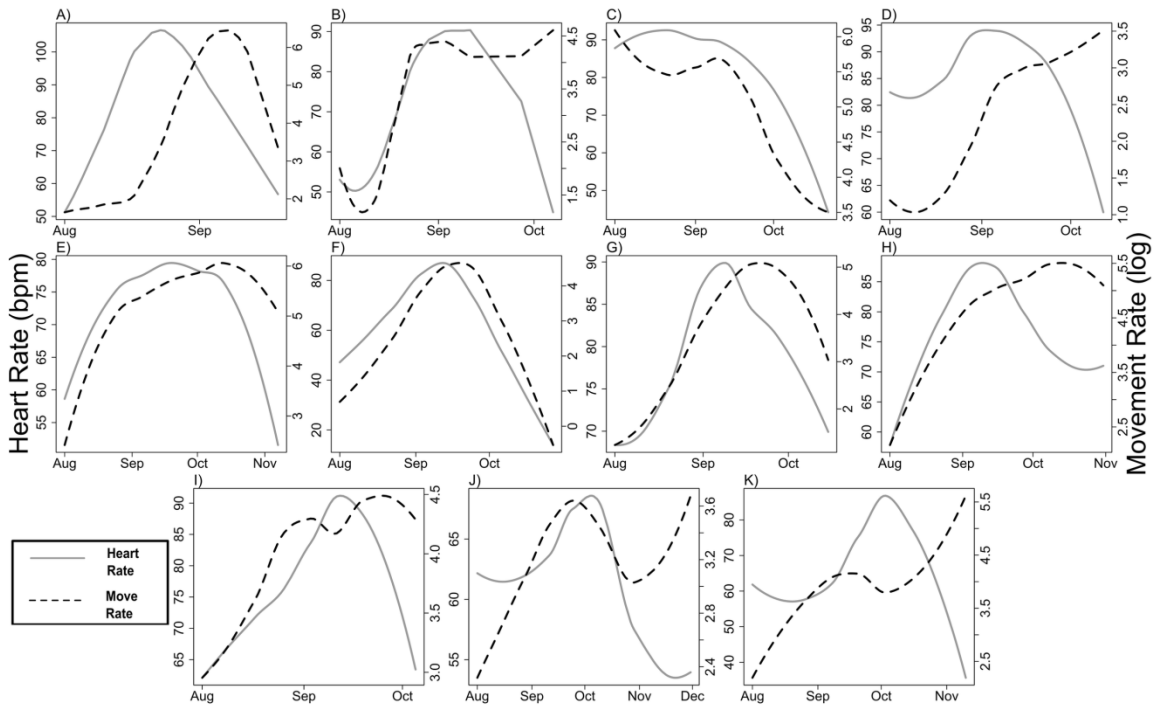 A)
B)
C)
D)
100
90
80
70
60
50
6
5
4
3
2
Aug
Sep
90
80
70
60
50
4.5
3.5
2.5
1.5
Aug
Sep
Oct
90
80
70
60
50
6.0
5.5
5.0
4.5
4.0
3.5
Aug
Sep
Oct
95
90
85
80
75
70
65
60
3.5
3.0
2.5
2.0
1.5
1.0
Aug
Sep
Oct
Heart Rate (bpm)
E)
F)
G)
H)
80
75
70
65
60
55
6
5
4
3
Aug
Sep
Oct
Nov
80
60
40
20
4
3
2
1
0
Aug
Oct
90
85
80
75
70
5
4
3
2
Aug
Oct
85
80
75
70
65
60
5.5
4.5
3.5
2.5
Aug
Sep
Oct
Nov
Movement Rate (log)
I)
J)
K)
90
85
80
75
70
65
4.5
4.0
3.5
3.0
Aug
Sep
Oct
65
60
55
3.6
3.2
2.8
2.4
Aug
Sep
Oct
Nov
Dec
80
70
60
50
40
5.5
4.5
3.5
2.5
Aug
Sep
Oct
Nov
Heart
Rate
Move
Rate